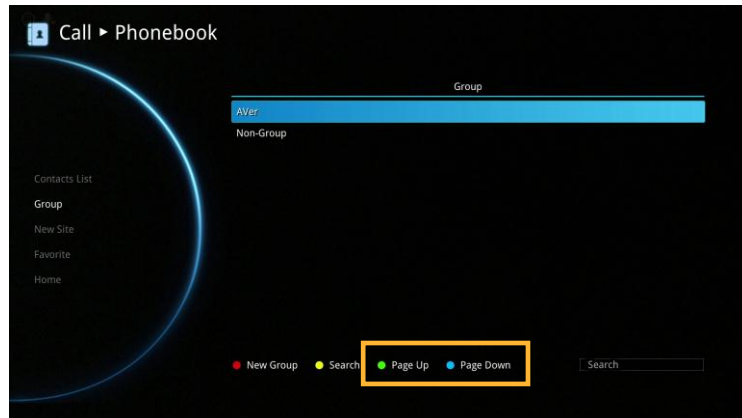 Call ▸ Phonebook
Group
AVer
Non-Group
Contacts List
Group
New Site
Favorite
Home
New Group Search Page Up Page Down Search